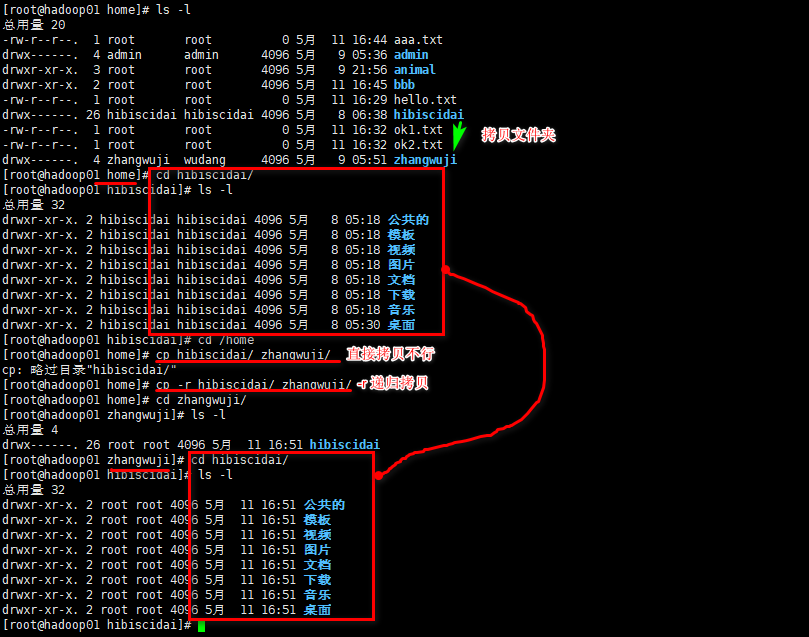 [root@hadoop01 home]# ls -l
总用量 20
-rw-r--r--.  1 root      root          0 5月  11 16:44 aaa.txt
drwx------.  4 admin     admin      4096 5月   9 05:36 admin
drwxr-xr-x.  3 root      root       4096 5月   9 21:56 animal
drwxr-xr-x.  2 root      root       4096 5月  11 16:45 bbb
-rw-r--r--.  1 root      root          0 5月  11 16:29 hello.txt
drwx------. 26 hibiscidai hibiscidai 4096 5月   8 06:38 hibiscidai
-rw-r--r--.  1 root      root          0 5月  11 16:32 ok1.txt
拷贝文件夹
-rw-r--r--.  1 root      root          0 5月  11 16:32 ok2.txt
drwx------.  4 zhangwuji  wudang     4096 5月   9 05:51 zhangwuji
[root@hadoop01 home]# cd hibiscidai/
[root@hadoop01 hibiscidai]# ls -l
总用量 32
drwxr-xr-x. 2 hibiscidai hibiscidai 4096 5月   8 05:18 公共的
drwxr-xr-x. 2 hibiscidai hibiscidai 4096 5月   8 05:18 模板
drwxr-xr-x. 2 hibiscidai hibiscidai 4096 5月   8 05:18 视频
drwxr-xr-x. 2 hibiscidai hibiscidai 4096 5月   8 05:18 图片
drwxr-xr-x. 2 hibiscidai hibiscidai 4096 5月   8 05:18 文档
drwxr-xr-x. 2 hibiscidai hibiscidai 4096 5月   8 05:18 下载
drwxr-xr-x. 2 hibiscidai hibiscidai 4096 5月   8 05:18 音乐
drwxr-xr-x. 2 hibiscidai hibiscidai 4096 5月   8 05:30 桌面
[root@hadoop01 hibiscidai]# cd /home
[root@hadoop01 home]# cp hibiscidai/ zhangwuji/ 直接拷贝不行
cp: 略过目录"hibiscidai/"
[root@hadoop01 home]# cp -r hibiscidai/ zhangwuji/ -r 递归拷贝
[root@hadoop01 home]# cd zhangwuji/
[root@hadoop01 zhangwuji]# ls -l
总用量 4
drwx------. 26 root root 4096 5月  11 16:51 hibiscidai
[root@hadoop01 zhangwuji]# cd hibiscidai/
[root@hadoop01 hibiscidai]# ls -l
总用量 32
drwxr-xr-x. 2 root root 4096 5月  11 16:51 公共的
drwxr-xr-x. 2 root root 4096 5月  11 16:51 模板
drwxr-xr-x. 2 root root 4096 5月  11 16:51 视频
drwxr-xr-x. 2 root root 4096 5月  11 16:51 图片
drwxr-xr-x. 2 root root 4096 5月  11 16:51 文档
drwxr-xr-x. 2 root root 4096 5月  11 16:51 下载
drwxr-xr-x. 2 root root 4096 5月  11 16:51 音乐
drwxr-xr-x. 2 root root 4096 5月  11 16:51 桌面
[root@hadoop01 hibiscidai]#